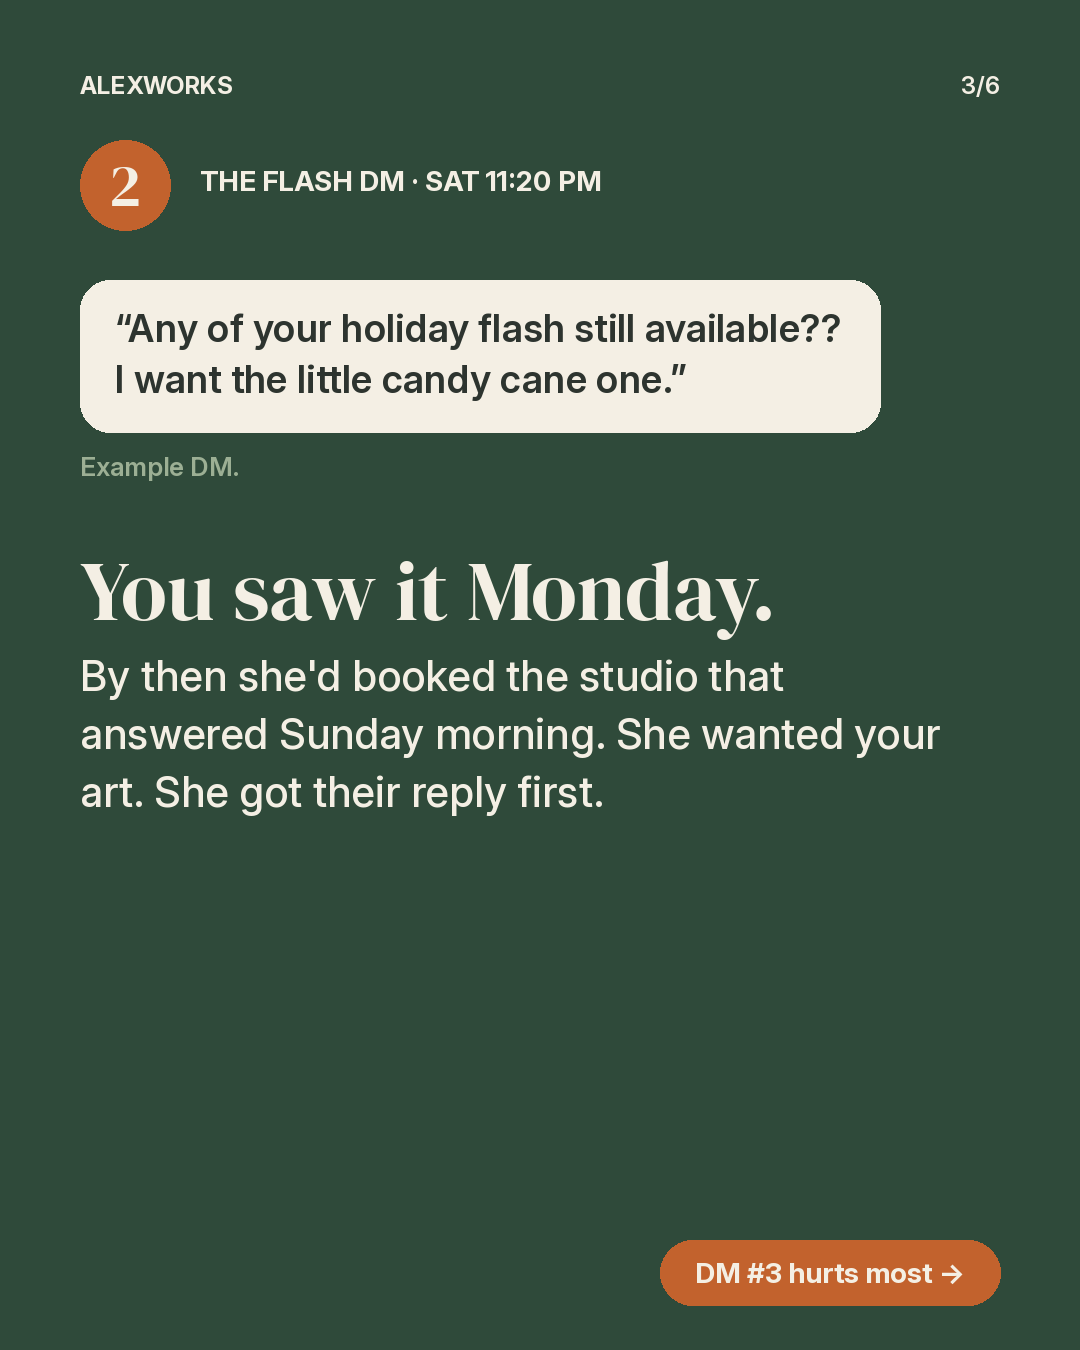 ALEXWORKS
3/6
2
THE FLASH DM · SAT 11:20 PM
“Any of your holiday flash still available??
I want the little candy cane one.”
Example DM.
You saw it Monday.
By then she'd booked the studio that
answered Sunday morning. She wanted your
art. She got their reply first.
DM #3 hurts most →